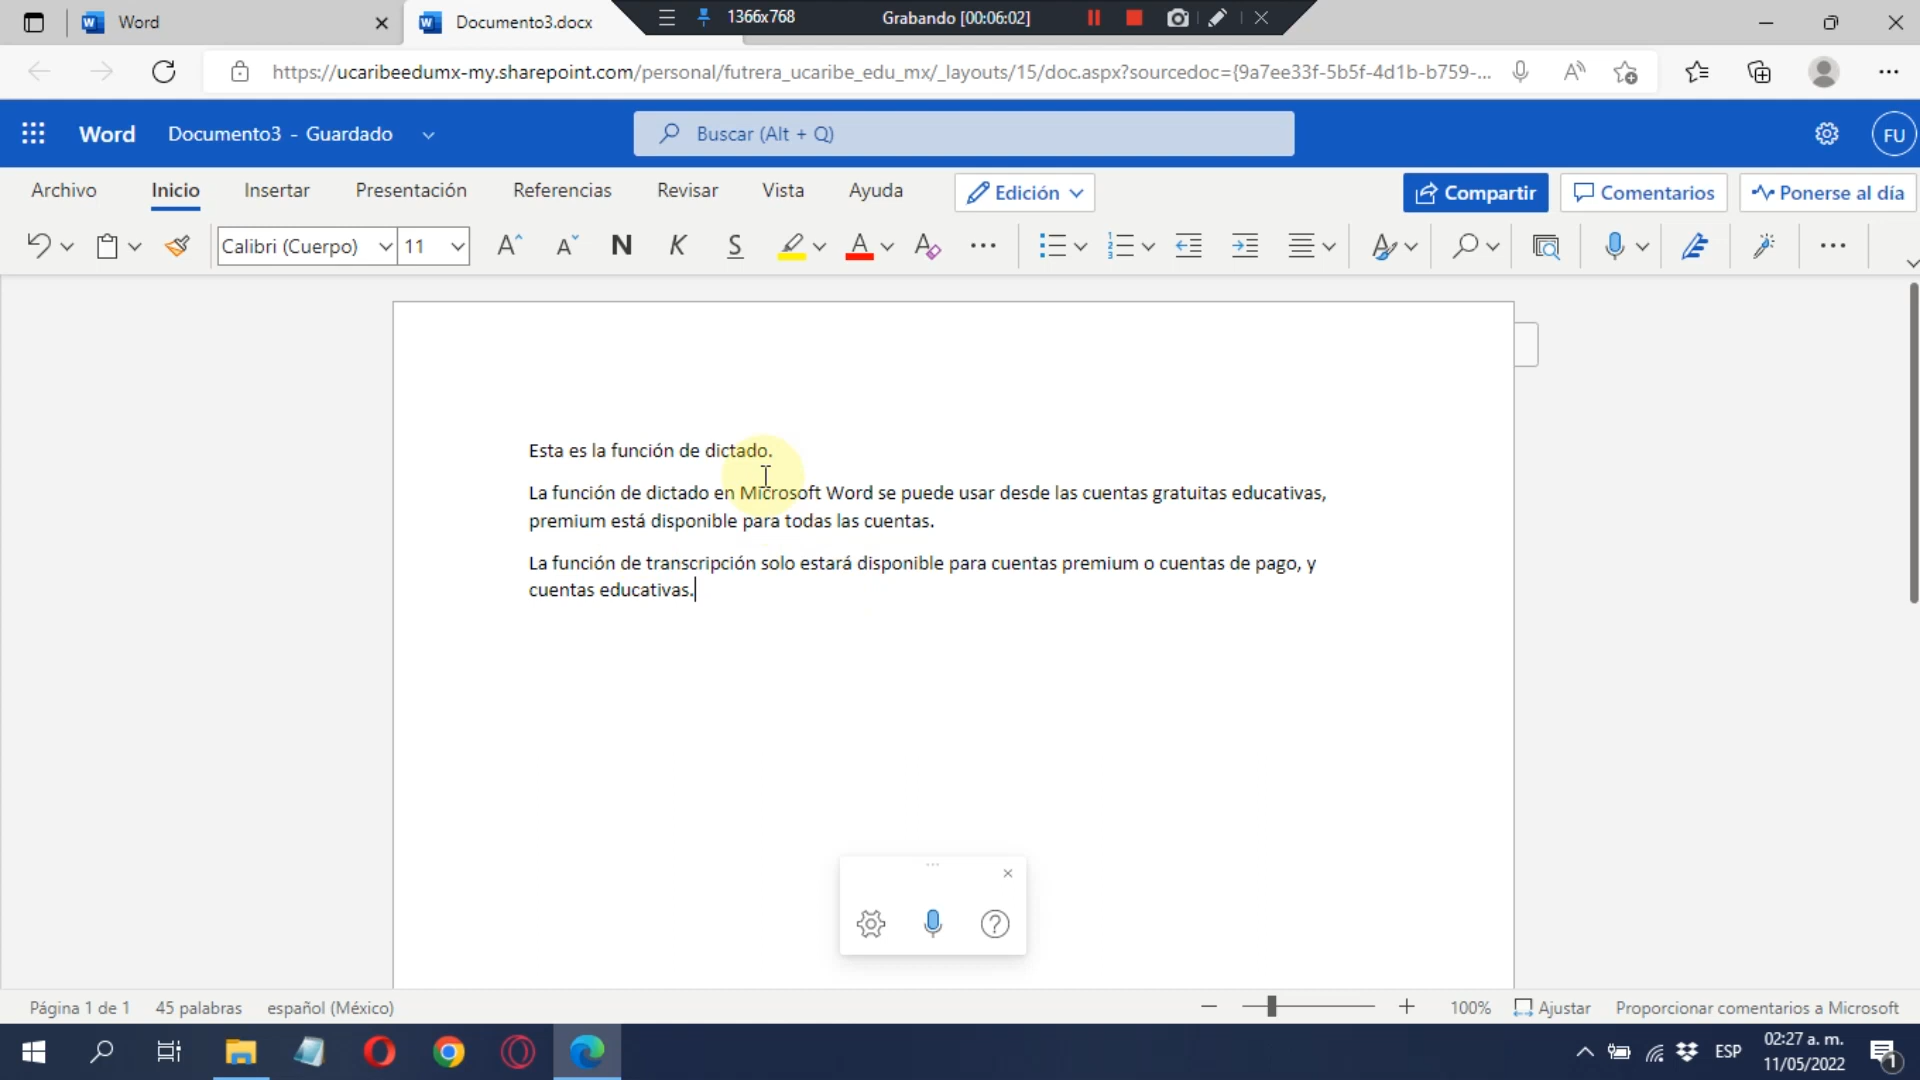 Word
Documento3.docx
1366x768
Grabando [00:06:02]
https://ucaribeedumx-my.sharepoint.com/personal/futrera_ucaribe_edu_mx/_layouts/15/doc.aspx?sourcedoc={9a7ee33f-5b5f-4d1b-b759-...
Word
Documento3 - Guardado
Buscar (Alt + Q)
FU
Archivo
Inicio
Insertar
Presentación
Referencias
Revisar
Vista
Ayuda
Edición
Compartir
Comentarios
Ponerse al día
Calibri (Cuerpo)
11
N
K
S
Esta es la función de dictado.
La función de dictado en Microsoft Word se puede usar desde las cuentas gratuitas educativas,
premium está disponible para todas las cuentas.
La función de transcripción solo estará disponible para cuentas premium o cuentas de pago, y
cuentas educativas.
Página 1 de 1
45 palabras
español (México)
100%
Ajustar
Proporcionar comentarios a Microsoft
ESP
02:27 a. m.
11/05/2022
1